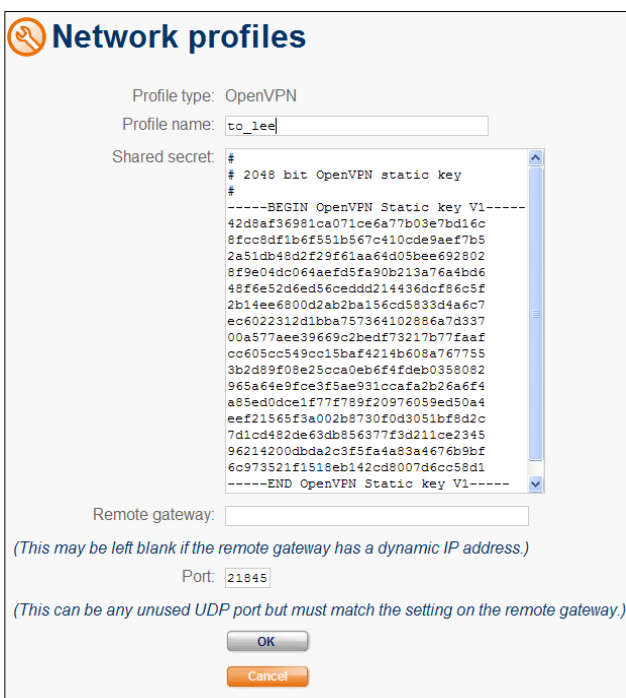 Network profiles
Profile type: OpenVPN
Profile name: to_lee
Shared secret: #
# 2048 bit OpenVPN static key
#
-----BEGIN OpenVPN Static key V1-----
42d8af36981ca071ce6a77b03e7bd16c
8fcc8df1b6f551b567c410cde9aef7b5
2a51db48d2f29f61aa64d05bee692802
8f9e04dc064aefd5fa90b213a76a4bd6
48f6e52d6ed56ceddd214436dcf86c5f
2b14ee6800d2ab2ba156cd5833d4a6c7
ec6022312d1bba757364102886a7d337
00a577aee39669c2bedf73217b77faaf
cc605cc549cc15baf4214b608a767755
3b2d89f08e25cca0eb6f4fdeb0358082
965a64e9fce3f5ae931ccafa2b26a6f4
a85ed0dce1f77f789f20976059ed50a4
eef21565f3a002b8730f0d3051bf8d2c
7d1cd482de63db856377f3d211ce2345
96214200dbda2c3f5fa4a83a4676b9bf
6c973521f1518eb142cd8007d6cc58d1
-----END OpenVPN Static key V1-----
Remote gateway:
(This may be left blank if the remote gateway has a dynamic IP address.)
Port: 21845
(This can be any unused UDP port but must match the setting on the remote gateway.)
OK
Cancel